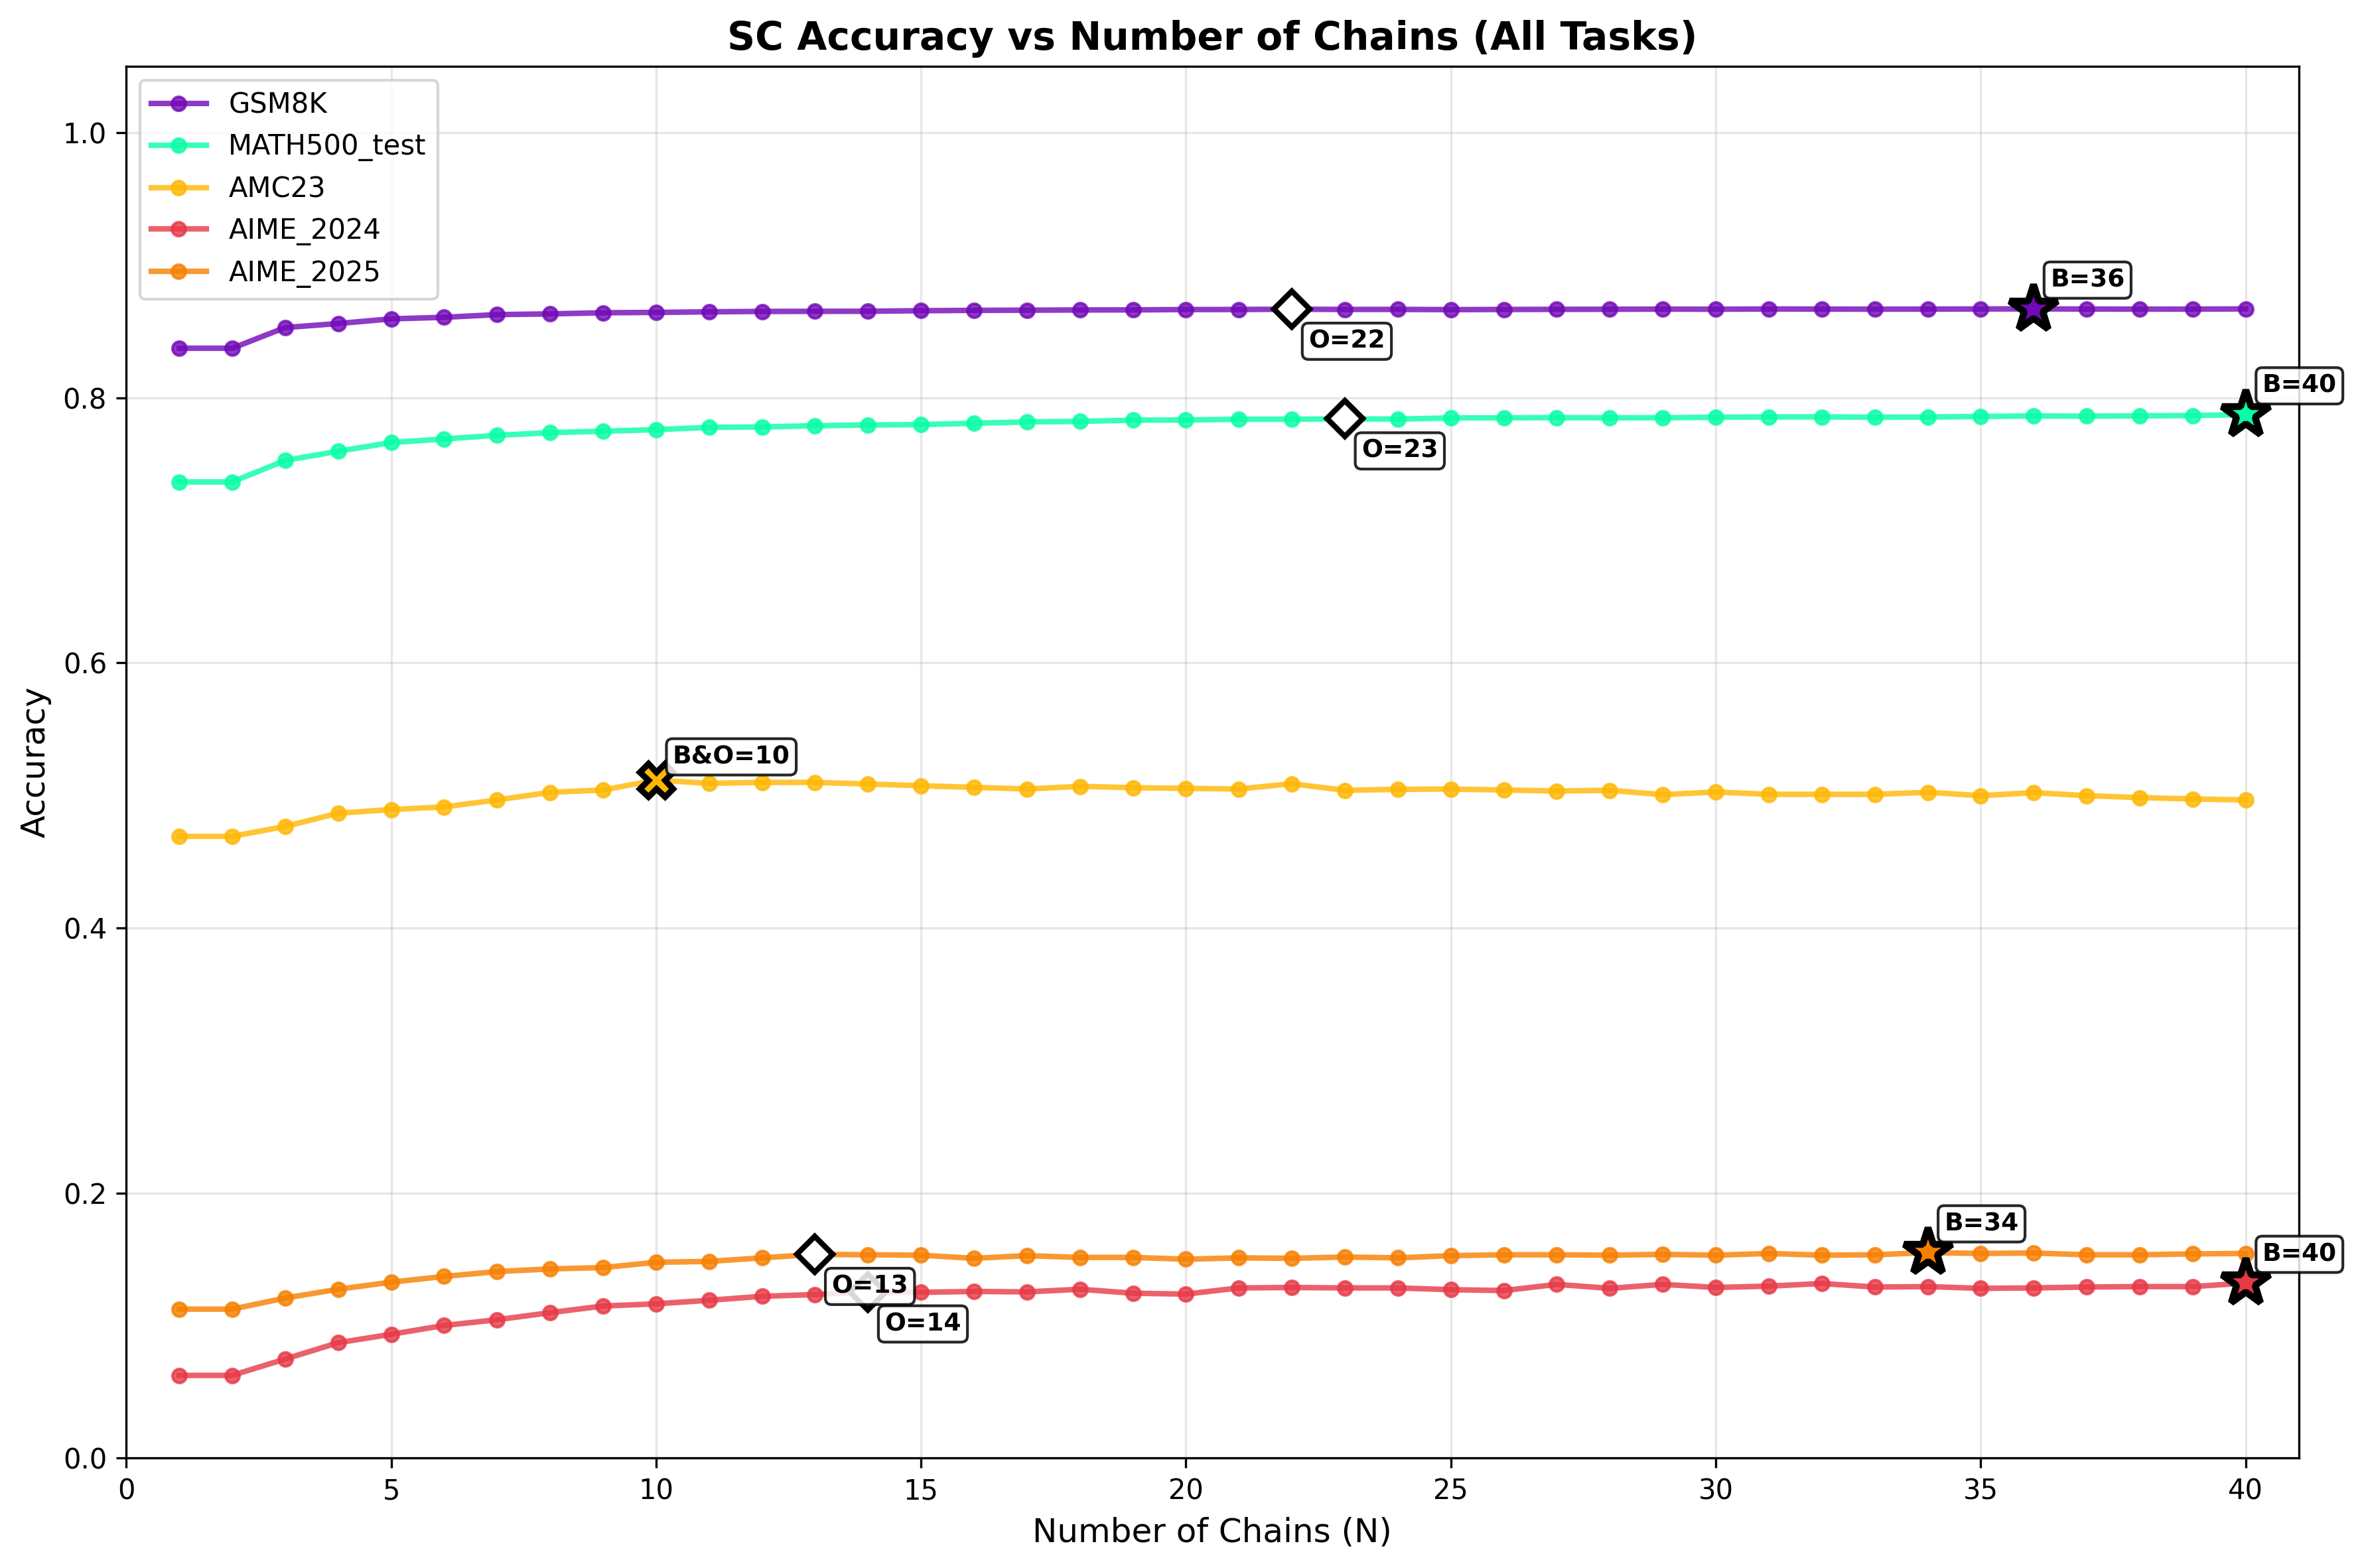 SC Accuracy vs Number of Chains (All Tasks)
GSM8K
MATH500_test
AMC23
AIME_2024
AIME_2025
1.0
0.8
0.6
0.4
0.2
0.0
Accuracy
B=36
O=22
B=40
O=23
B&O=10
B=34
B=40
O=13
O=14
0
5
10
15
20
25
30
35
40
Number of Chains (N)